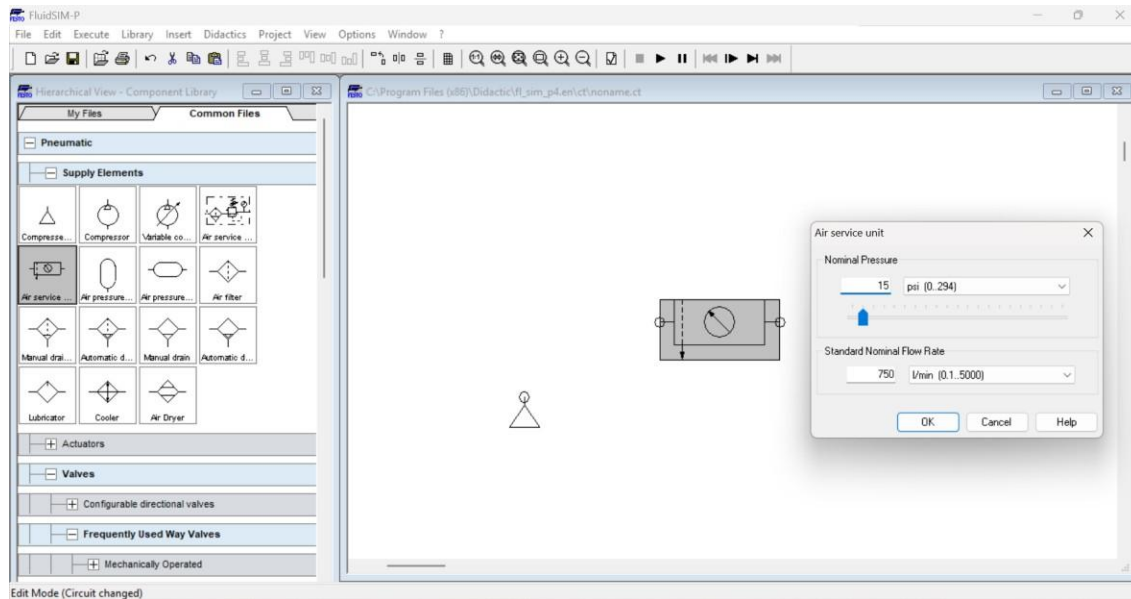 FESTO FluidSIM-P
File Edit Execute Library Insert Didactics Project View Options Window ?
Hierarchical View - Component Library
My Files Common Files
Pneumatic
Supply Elements
Compresse... Compressor Variable co... Air service ...
Air service ... Air pressure... Air pressure... Air filter
Manual drai... Automatic d... Manual drain Automatic d...
Lubricator Cooler Air Dryer
Actuators
Valves
Configurable directional valves
Frequently Used Way Valves
Mechanically Operated
C:\Program Files (x86)\Didactic\fl_sim_p4.en\ct\noname.ct
Air service unit
Nominal Pressure
15 psi (0..294)
Standard Nominal Flow Rate
750 l/min (0.1..5000)
OK Cancel Help
Edit Mode (Circuit changed)